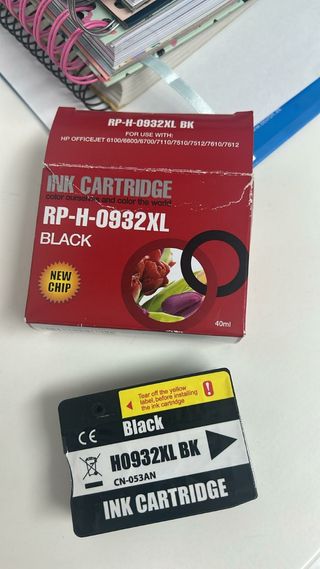 RP-H-0932XL BK
FOR USE WITH:
HP OFFICEJET 6100/6600/6700/7110/7510/7512/7610/7612
INK CARTRIDGE
color ourselves and color the world
RP-H-0932XL
BLACK
NEW
CHIP
40ml
Tear off the yellow
label, before installing
the ink cartridge
!
Black
CE
H0932XL BK
CN-053AN
INK CARTRIDGE